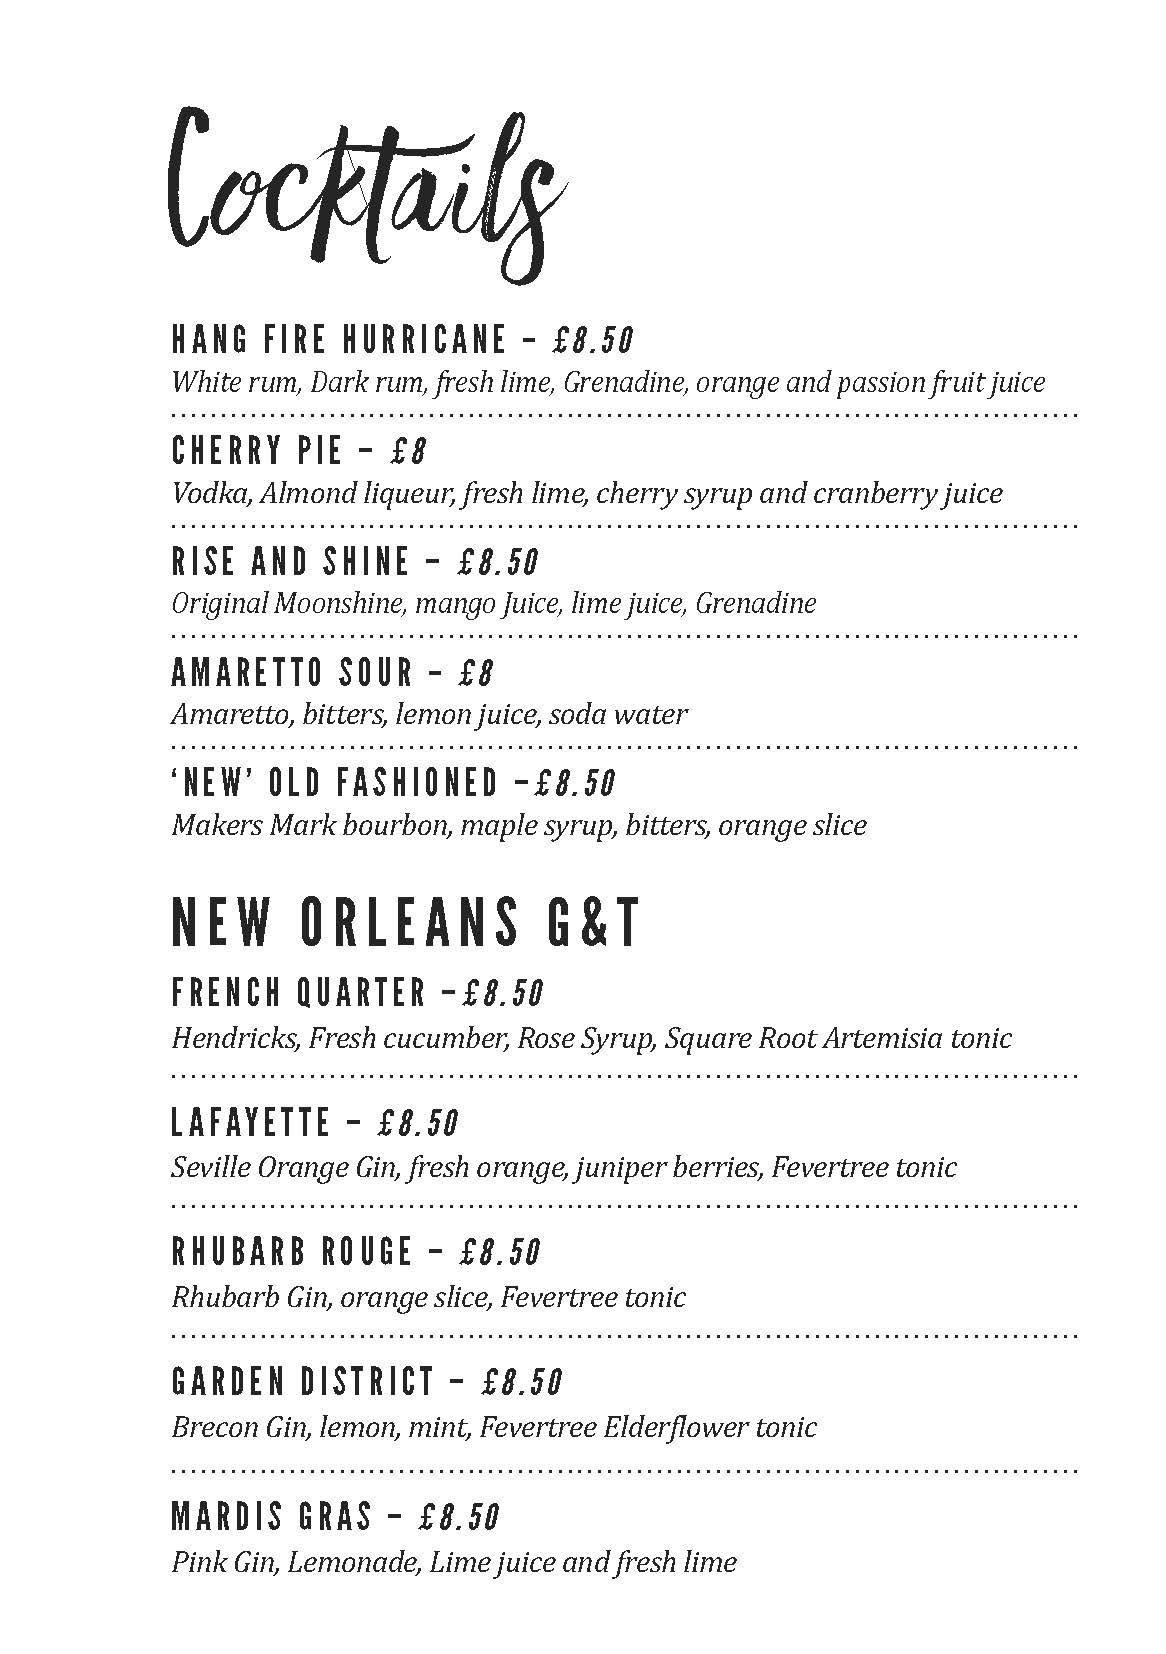 Cocktails
HANG FIRE HURRICANE – £8.50
White rum, Dark rum, fresh lime, Grenadine, orange and passion fruit juice
CHERRY PIE – £8
Vodka, Almond liqueur, fresh lime, cherry syrup and cranberry juice
RISE AND SHINE – £8.50
Original Moonshine, mango Juice, lime juice, Grenadine
AMARETTO SOUR – £8
Amaretto, bitters, lemon juice, soda water
‘NEW’ OLD FASHIONED –£8.50
Makers Mark bourbon, maple syrup, bitters, orange slice
NEW ORLEANS G&T
FRENCH QUARTER –£8.50
Hendricks, Fresh cucumber, Rose Syrup, Square Root Artemisia tonic
LAFAYETTE – £8.50
Seville Orange Gin, fresh orange, juniper berries, Fevertree tonic
RHUBARB ROUGE – £8.50
Rhubarb Gin, orange slice, Fevertree tonic
GARDEN DISTRICT – £8.50
Brecon Gin, lemon, mint, Fevertree Elderflower tonic
MARDIS GRAS – £8.50
Pink Gin, Lemonade, Lime juice and fresh lime